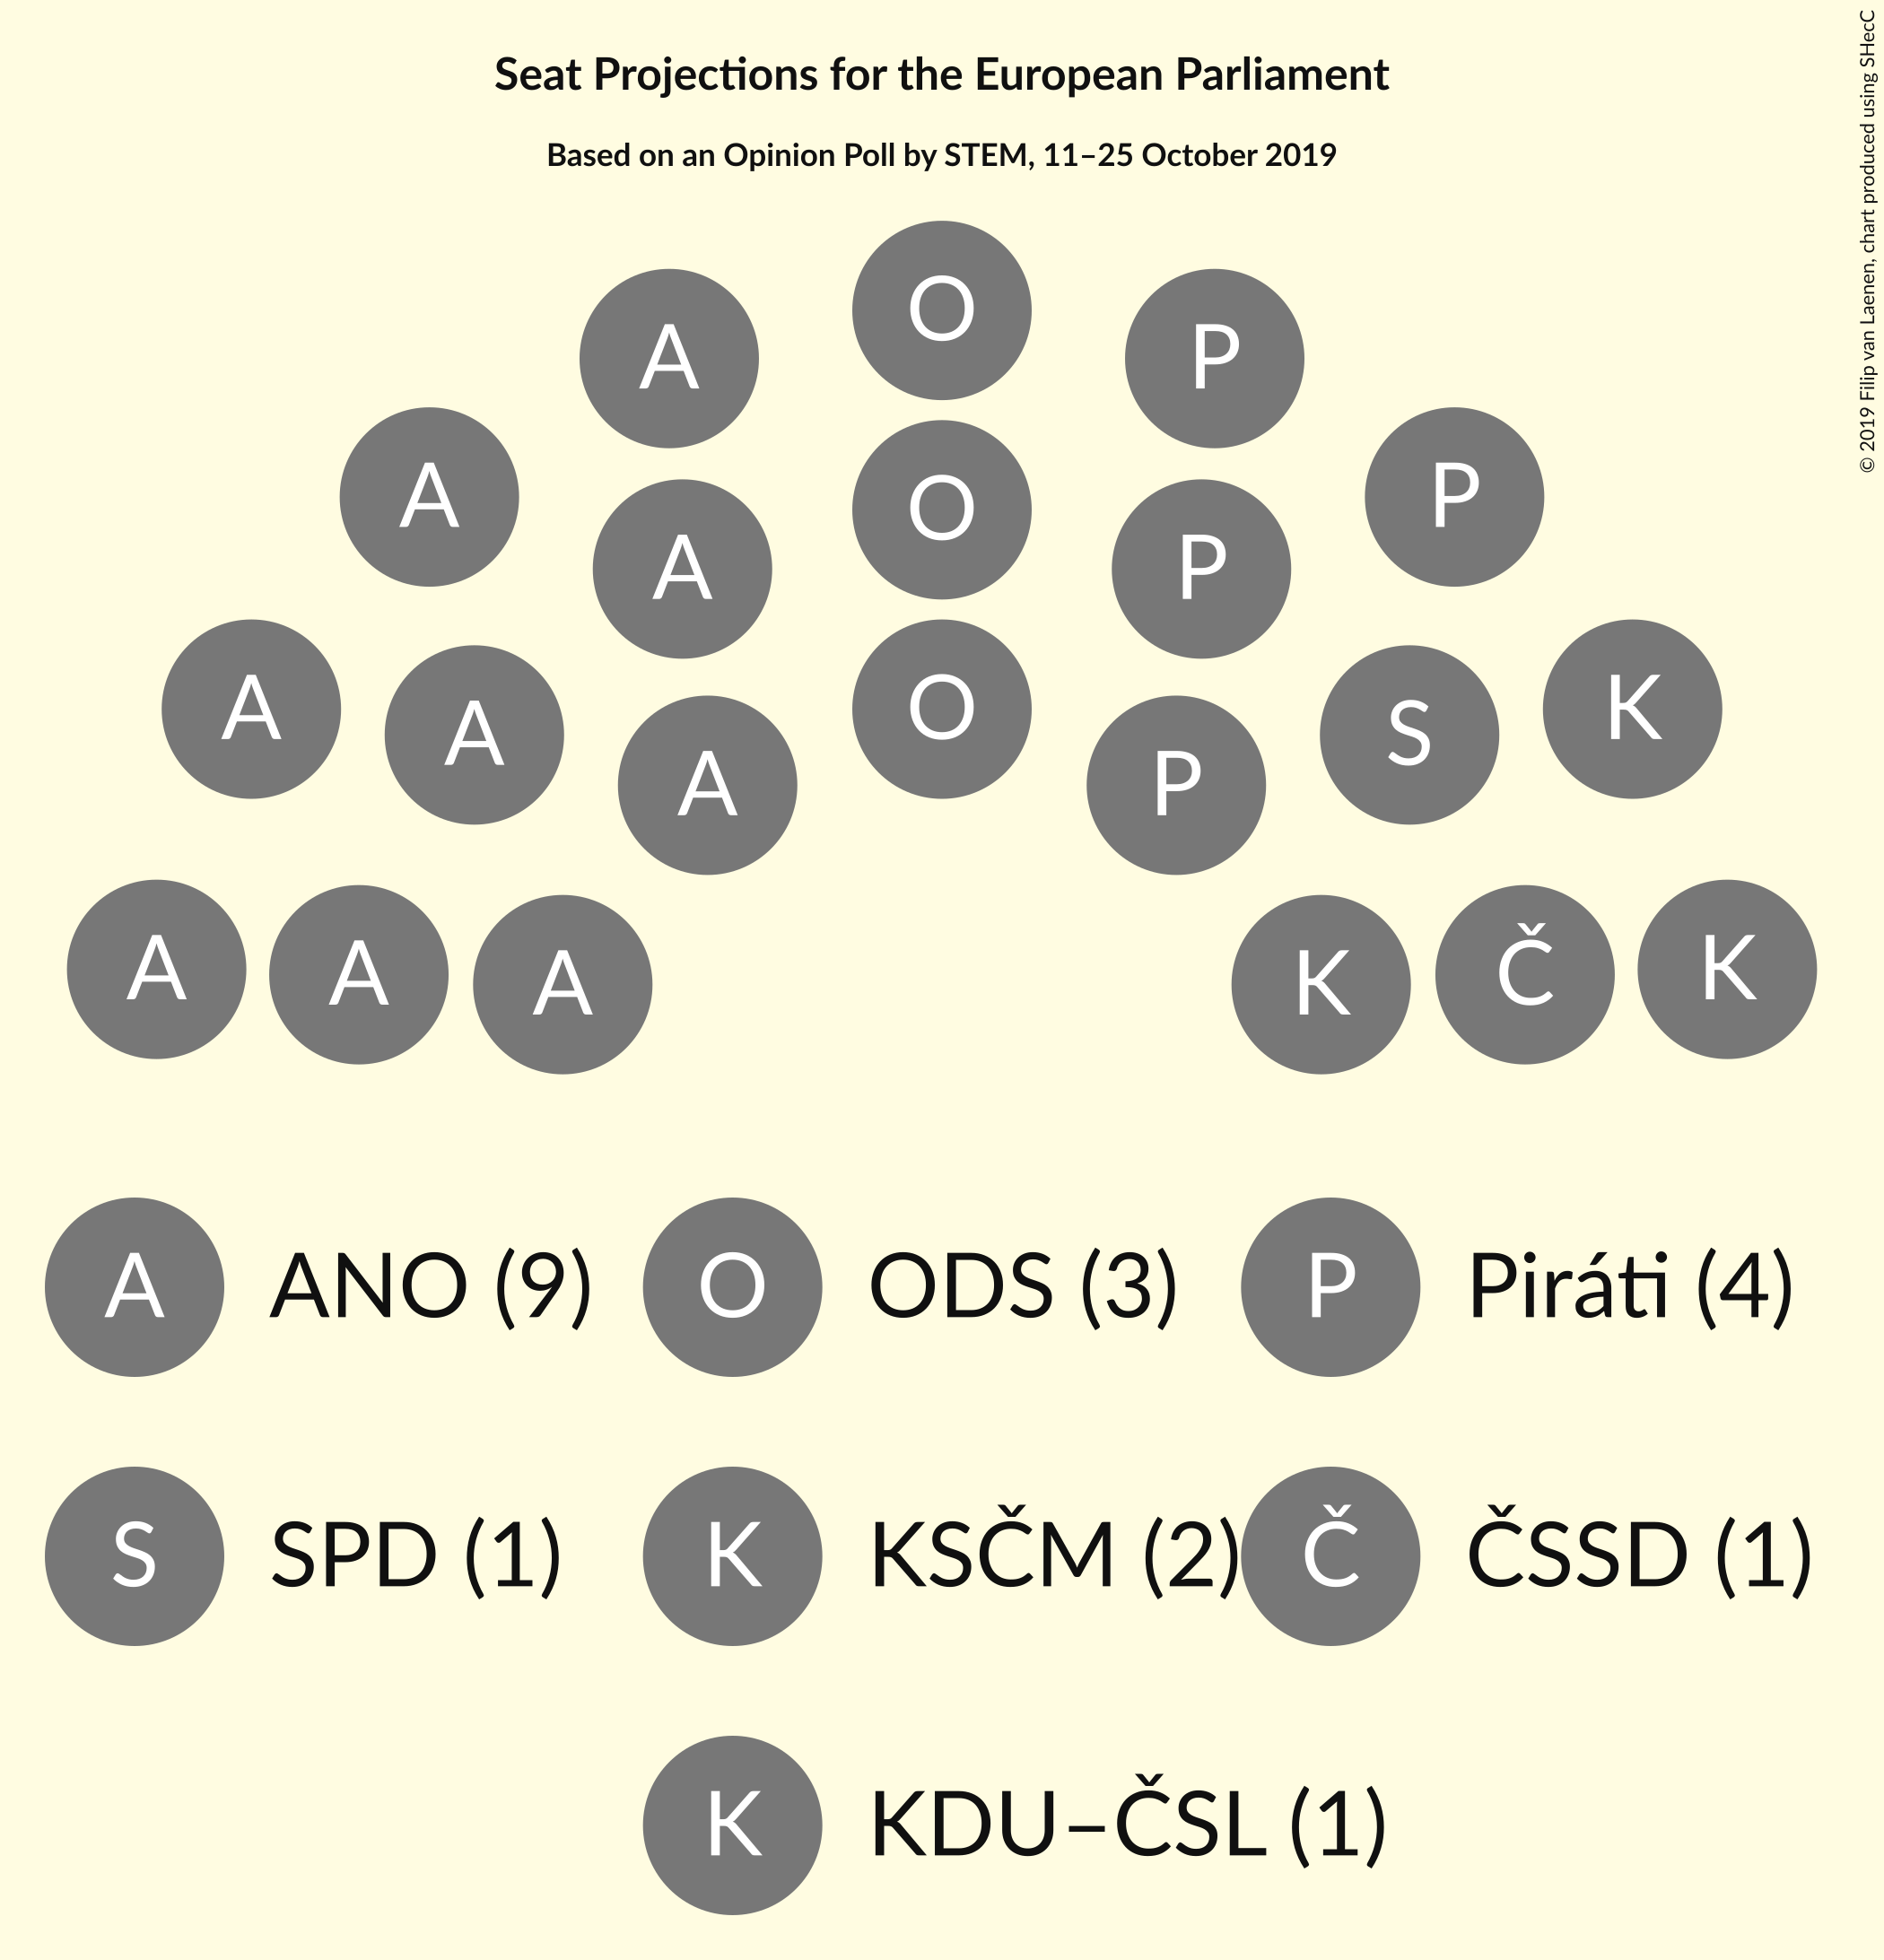 Seat Projections for the European Parliament
Based on an Opinion Poll by STEM, 11–25 October 2019
© 2019 Filip van Laenen, chart produced using SHecC
O
A P
A P
O
A P
A O K
A S
A P
A K
A Č
A K
A ANO (9) O ODS (3) P Piráti (4)
S SPD (1) K KSČM (2) Č ČSSD (1)
K KDU–ČSL (1)